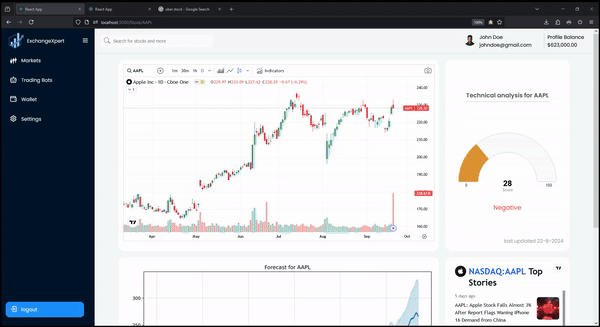 React App
React App
uber stock - Google Search
localhost:3000/Stock/AAPL
100%
ExchangeXpert
Search for stocks and more
John Doe
johndoe@gmail.com
Profile Balance
$623,000.00
Markets
Trading Bots
Wallet
Settings
logout
AAPL
1m 30m 1h D
Indicators
Apple Inc · 1D · Cboe One
240.00
230.00
220.00
210.00
200.00
190.00
180.00
170.00
160.00
Apr May Jun Jul Aug Sep Oct
Technical analysis for AAPL
0
28
Score
100
Negative
last updated 22-9-2024
Forecast for AAPL
300
250
NASDAQ:AAPL Top
Stories
5 days ago
AAPL: Apple Stock Falls Almost 3%
After Report Flags Waning iPhone
16 Demand from China